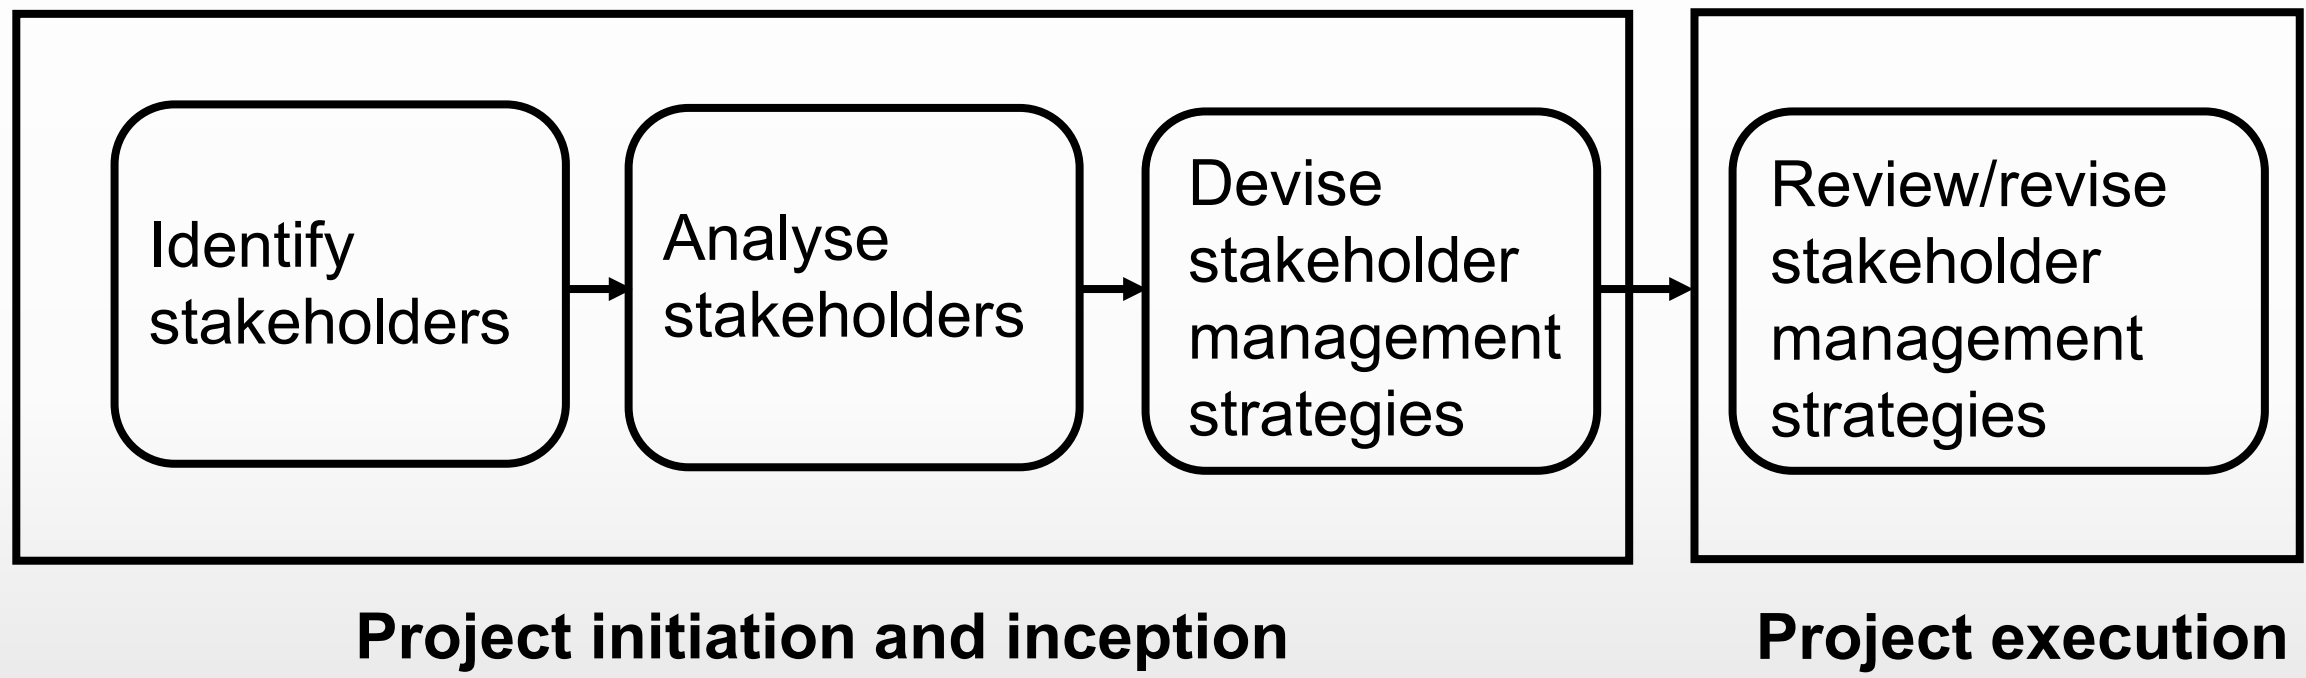 Identify
stakeholders
Analyse
stakeholders
Devise
stakeholder
management
strategies
Review/revise
stakeholder
management
strategies
Project initiation and inception
Project execution